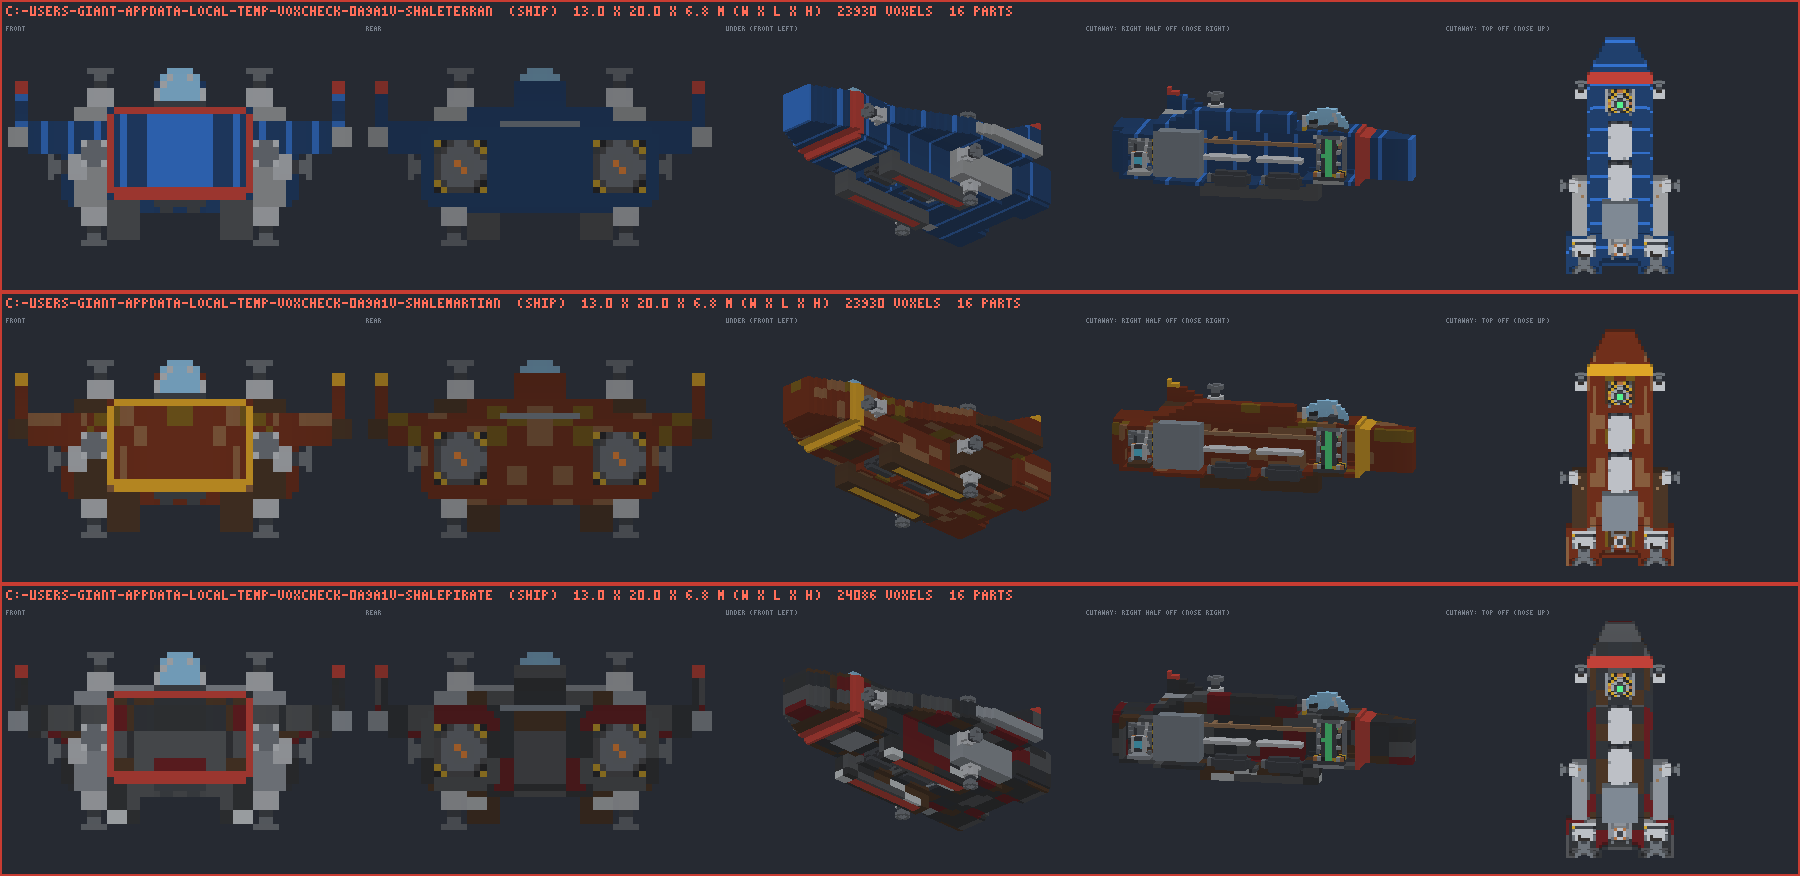 C:-USERS-GIANT-APPDATA-LOCAL-TEMP-VOXCHECK-0A9A1V-SHALETERRAN (SHIP) 13.0 X 20.0 X 6.8 M (W X L X H) 23930 VOXELS 16 PARTS
FRONT REAR UNDER (FRONT LEFT) CUTAWAY: RIGHT HALF OFF (NOSE RIGHT) CUTAWAY: TOP OFF (NOSE UP)
C:-USERS-GIANT-APPDATA-LOCAL-TEMP-VOXCHECK-0A9A1V-SHALEMARTIAN (SHIP) 13.0 X 20.0 X 6.8 M (W X L X H) 23930 VOXELS 16 PARTS
FRONT REAR UNDER (FRONT LEFT) CUTAWAY: RIGHT HALF OFF (NOSE RIGHT) CUTAWAY: TOP OFF (NOSE UP)
C:-USERS-GIANT-APPDATA-LOCAL-TEMP-VOXCHECK-0A9A1V-SHALEPIRATE (SHIP) 13.0 X 20.0 X 6.8 M (W X L X H) 24086 VOXELS 16 PARTS
FRONT REAR UNDER (FRONT LEFT) CUTAWAY: RIGHT HALF OFF (NOSE RIGHT) CUTAWAY: TOP OFF (NOSE UP)